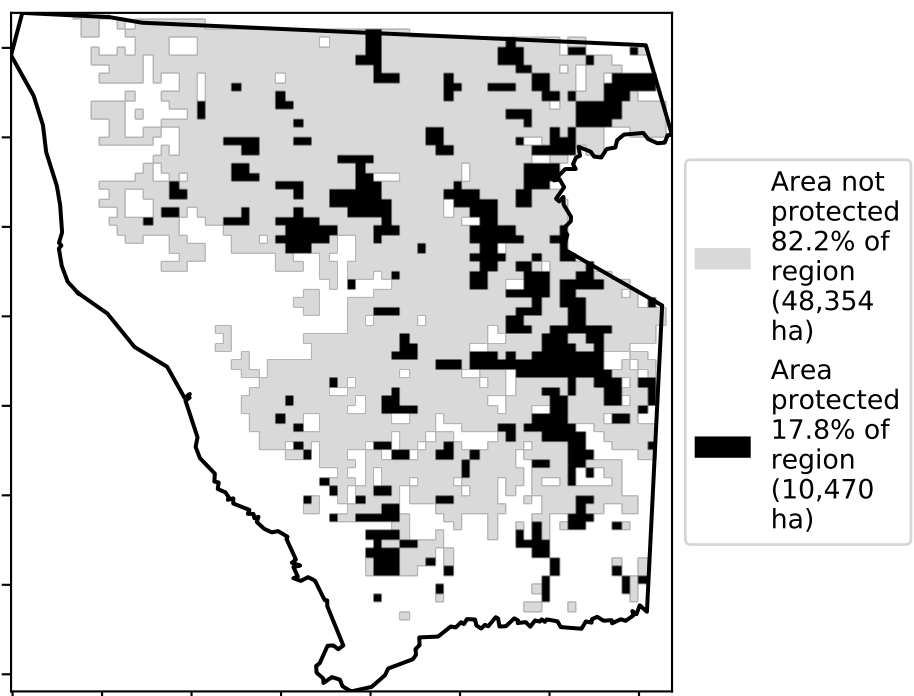 Area not
protected
82.2% of
region
(48,354
ha)
Area
protected
17.8% of
region
(10,470
ha)